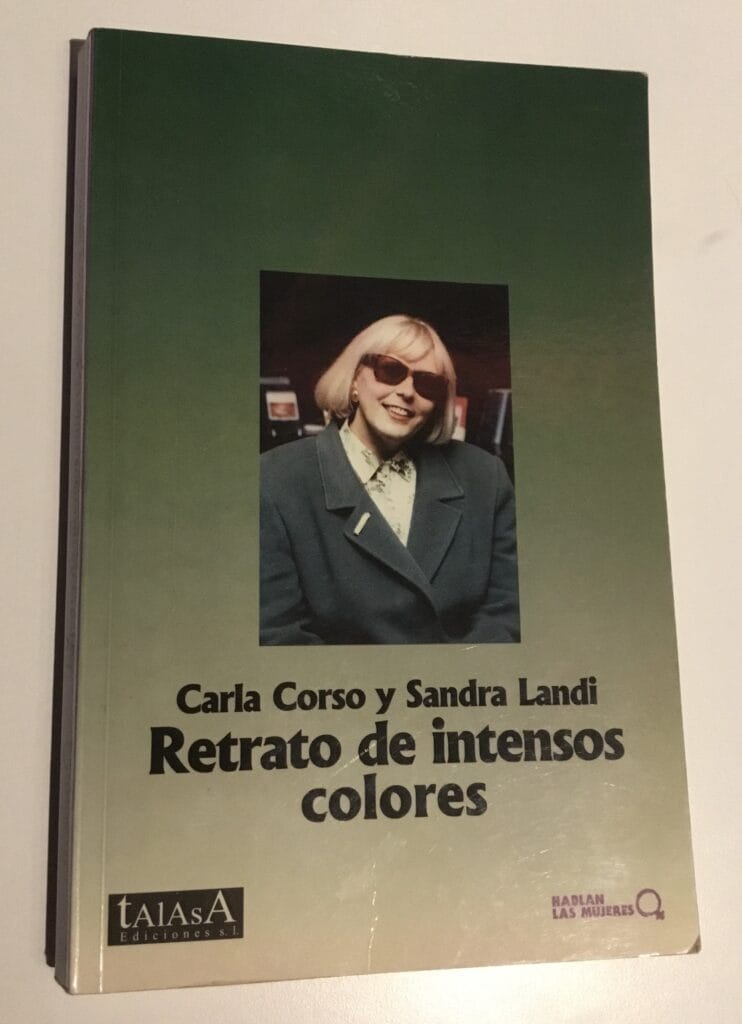 Carla Corso y Sandra Landi
Retrato de intensos
colores
tAlAsA
Ediciones s.l.
HABLAN
LAS MUJERES